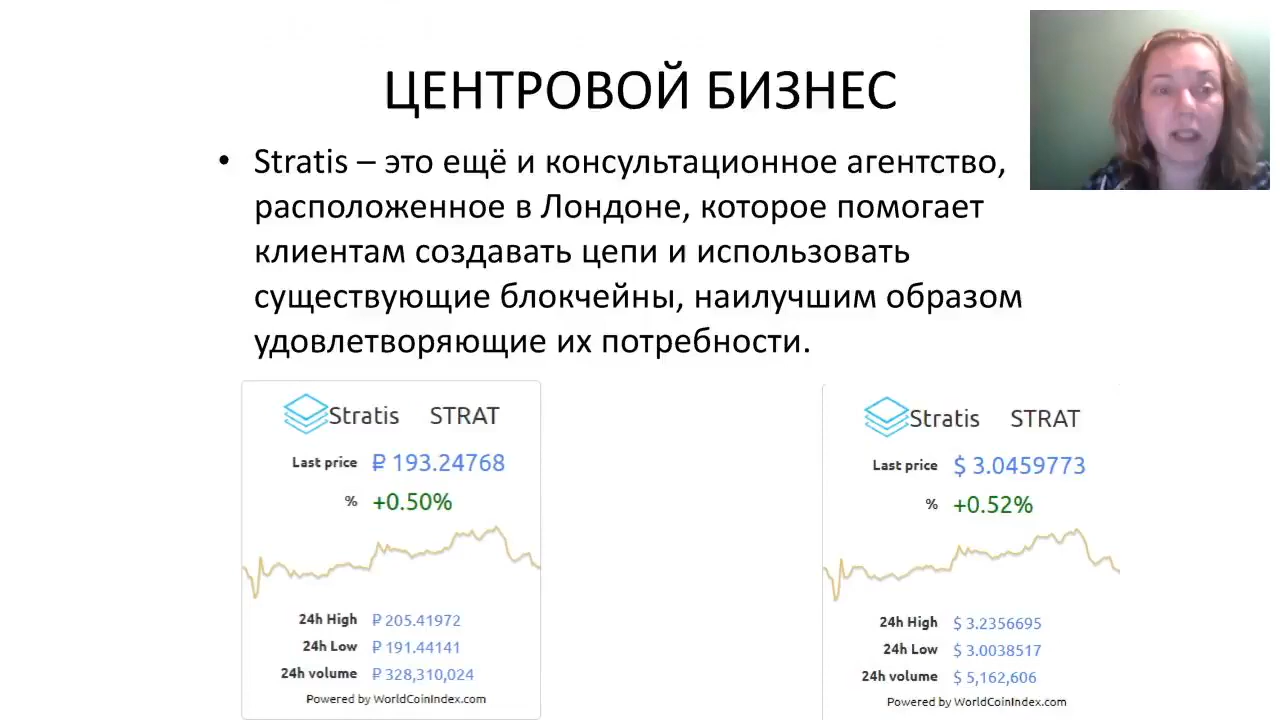 ЦЕНТРОВОЙ БИЗНЕС
• Stratis – это ещё и консультационное агентство,
расположенное в Лондоне, которое помогает
клиентам создавать цепи и использовать
существующие блокчейны, наилучшим образом
удовлетворяющие их потребности.
Stratis STRAT
Last price ₽ 193.24768
% +0.50%
24h High ₽ 205.41972
24h Low ₽ 191.44141
24h volume ₽ 328,310,024
Powered by WorldCoinIndex.com
Stratis STRAT
Last price $ 3.0459773
% +0.52%
24h High $ 3.2356695
24h Low $ 3.0038517
24h volume $ 5,162,606
Powered by WorldCoinIndex.com